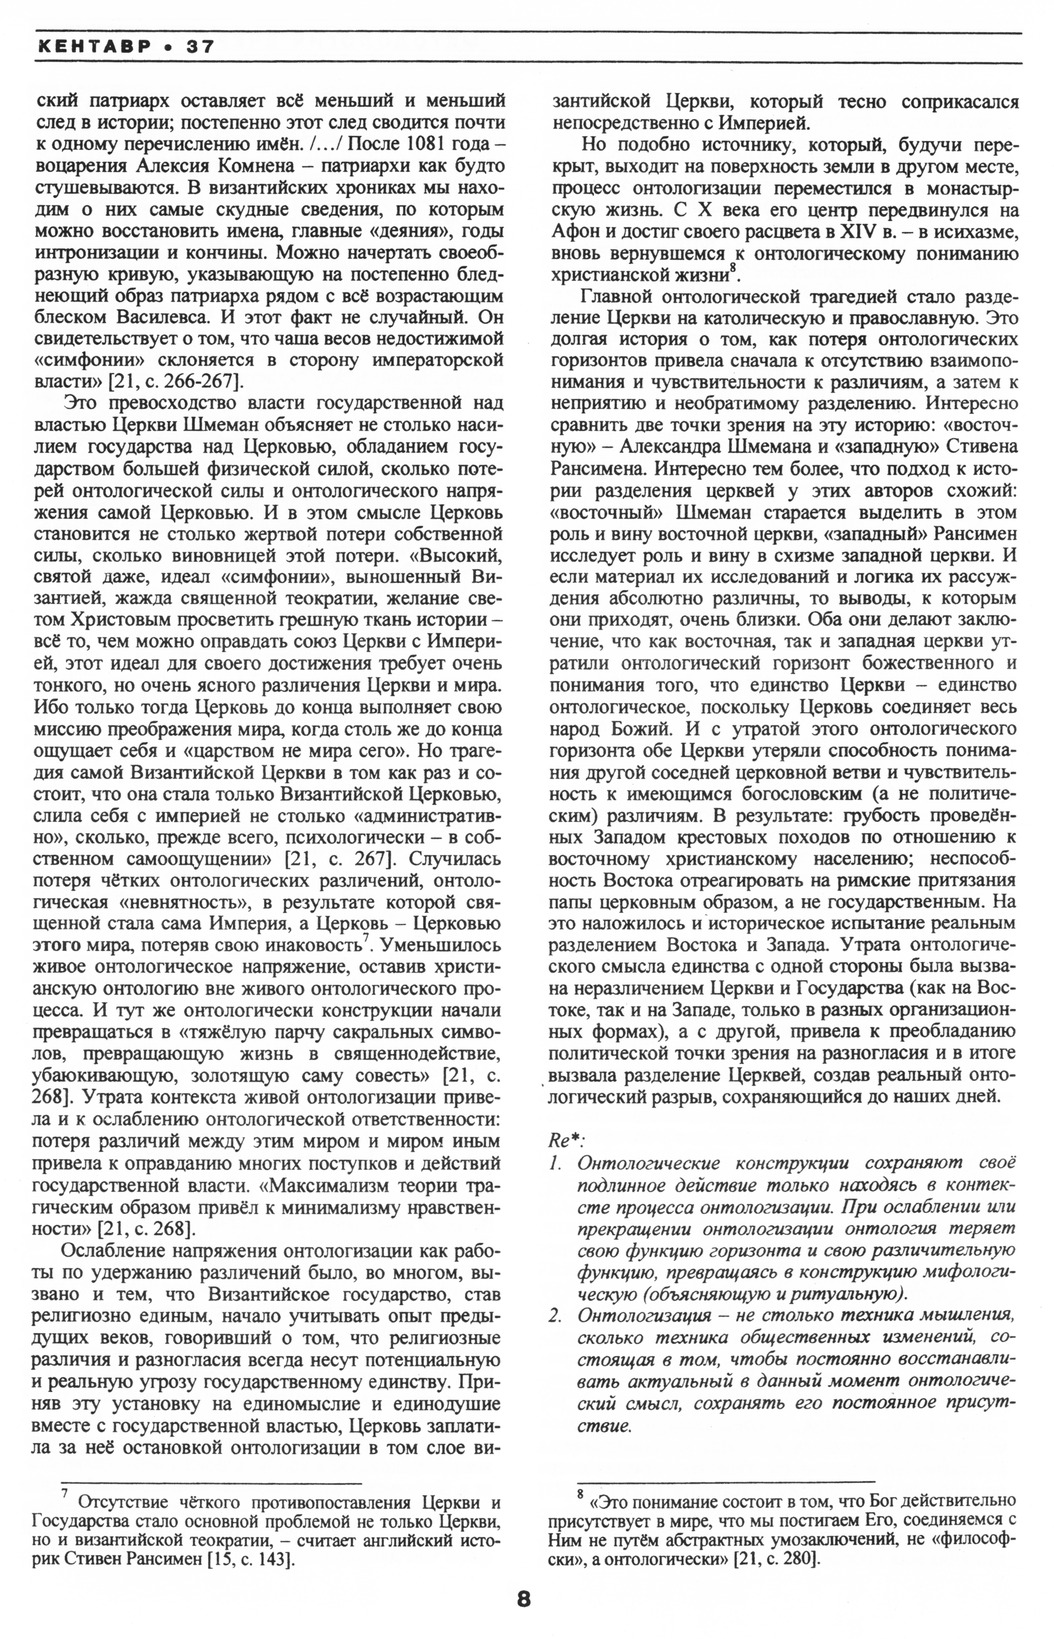 КЕНТАВР • 37
ский патриарх оставляет всё меньший и меньший
след в истории; постепенно этот след сводится почти
к одному перечислению имён. /.../ После 1081 года –
воцарения Алексия Комнена – патриархи как будто
стушевываются. В византийских хрониках мы нахо-
дим о них самые скудные сведения, по которым
можно восстановить имена, главные «деяния», годы
интронизации и кончины. Можно начертать своеоб-
разную кривую, указывающую на постепенно блед-
неющий образ патриарха рядом с всё возрастающим
блеском Василевса. И этот факт не случайный. Он
свидетельствует о том, что чаша весов недостижимой
«симфонии» склоняется в сторону императорской
власти» [21, с. 266-267].
Это превосходство власти государственной над
властью Церкви Шмеман объясняет не столько наси-
лием государства над Церковью, обладанием госу-
дарством большей физической силой, сколько поте-
рей онтологической силы и онтологического напря-
жения самой Церковью. И в этом смысле Церковь
становится не столько жертвой потери собственной
силы, сколько виновницей этой потери. «Высокий,
святой даже, идеал «симфонии», выношенный Ви-
зантией, жажда священной теократии, желание све-
том Христовым просветить грешную ткань истории –
всё то, чем можно оправдать союз Церкви с Импери-
ей, этот идеал для своего достижения требует очень
тонкого, но очень ясного различения Церкви и мира.
Ибо только тогда Церковь до конца выполняет свою
миссию преображения мира, когда столь же до конца
ощущает себя и «царством не мира сего». Но траге-
дия самой Византийской Церкви в том как раз и со-
стоит, что она стала только Византийской Церковью,
слила себя с империей не столько «административ-
но», сколько, прежде всего, психологически – в соб-
ственном самоощущении» [21, с. 267]. Случилась
потеря чётких онтологических различений, онтоло-
гическая «невнятность», в результате которой свя-
щенной стала сама Империя, а Церковь – Церковью
этого мира, потеряв свою инаковость⁷. Уменьшилось
живое онтологическое напряжение, оставив христи-
анскую онтологию вне живого онтологического про-
цесса. И тут же онтологически конструкции начали
превращаться в «тяжёлую парчу сакральных симво-
лов, превращающую жизнь в священнодействие,
убаюкивающую, золотящую саму совесть» [21, с.
268]. Утрата контекста живой онтологизации приве-
ла и к ослаблению онтологической ответственности:
потеря различий между этим миром и миром иным
привела к оправданию многих поступков и действий
государственной власти. «Максимализм теории тра-
гическим образом привёл к минимализму нравствен-
ности» [21, с. 268].
Ослабление напряжения онтологизации как рабо-
ты по удержанию различений было, во многом, вы-
звано и тем, что Византийское государство, став
религиозно единым, начало учитывать опыт преды-
дущих веков, говоривший о том, что религиозные
различия и разногласия всегда несут потенциальную
и реальную угрозу государственному единству. При-
няв эту установку на единомыслие и единодушие
вместе с государственной властью, Церковь заплати-
ла за неё остановкой онтологизации в том слое ви-
⁷ Отсутствие чёткого противопоставления Церкви и
Государства стало основной проблемой не только Церкви,
но и византийской теократии, – считает английский исто-
рик Стивен Рансимен [15, с. 143].
зантийской Церкви, который тесно соприкасался
непосредственно с Империей.
Но подобно источнику, который, будучи пере-
крыт, выходит на поверхность земли в другом месте,
процесс онтологизации переместился в монастыр-
скую жизнь. С X века его центр передвинулся на
Афон и достиг своего расцвета в XIV в. – в исихазме,
вновь вернувшемся к онтологическому пониманию
христианской жизни⁸.
Главной онтологической трагедией стало разде-
ление Церкви на католическую и православную. Это
долгая история о том, как потеря онтологических
горизонтов привела сначала к отсутствию взаимопо-
нимания и чувствительности к различиям, а затем к
неприятию и необратимому разделению. Интересно
сравнить две точки зрения на эту историю: «восточ-
ную» – Александра Шмемана и «западную» Стивена
Рансимена. Интересно тем более, что подход к исто-
рии разделения церквей у этих авторов схожий:
«восточный» Шмеман старается выделить в этом
роль и вину восточной церкви, «западный» Рансимен
исследует роль и вину в схизме западной церкви. И
если материал их исследований и логика их рассуж-
дения абсолютно различны, то выводы, к которым
они приходят, очень близки. Оба они делают заклю-
чение, что как восточная, так и западная церкви ут-
ратили онтологический горизонт божественного и
понимания того, что единство Церкви – единство
онтологическое, поскольку Церковь соединяет весь
народ Божий. И с утратой этого онтологического
горизонта обе Церкви утеряли способность понима-
ния другой соседней церковной ветви и чувствитель-
ность к имеющимся богословским (а не политиче-
ским) различиям. В результате: грубость проведён-
ных Западом крестовых походов по отношению к
восточному христианскому населению; неспособ-
ность Востока отреагировать на римские притязания
папы церковным образом, а не государственным. На
это наложилось и историческое испытание реальным
разделением Востока и Запада. Утрата онтологиче-
ского смысла единства с одной стороны была вызва-
на неразличением Церкви и Государства (как на Вос-
токе, так и на Западе, только в разных организацион-
ных формах), а с другой, привела к преобладанию
политической точки зрения на разногласия и в итоге
вызвала разделение Церквей, создав реальный онто-
логический разрыв, сохраняющийся до наших дней.
Re*:
1. Онтологические конструкции сохраняют своё
подлинное действие только находясь в контек-
сте процесса онтологизации. При ослаблении или
прекращении онтологизации онтология теряет
свою функцию горизонта и свою различительную
функцию, превращаясь в конструкцию мифологи-
ческую (объясняющую и ритуальную).
2. Онтологизация – не столько техника мышления,
сколько техника общественных изменений, со-
стоящая в том, чтобы постоянно восстанавли-
вать актуальный в данный момент онтологиче-
ский смысл, сохранять его постоянное присут-
ствие.
⁸ «Это понимание состоит в том, что Бог действительно
присутствует в мире, что мы постигаем Его, соединяемся с
Ним не путём абстрактных умозаключений, не «философ-
ски», а онтологически» [21, с. 280].
8